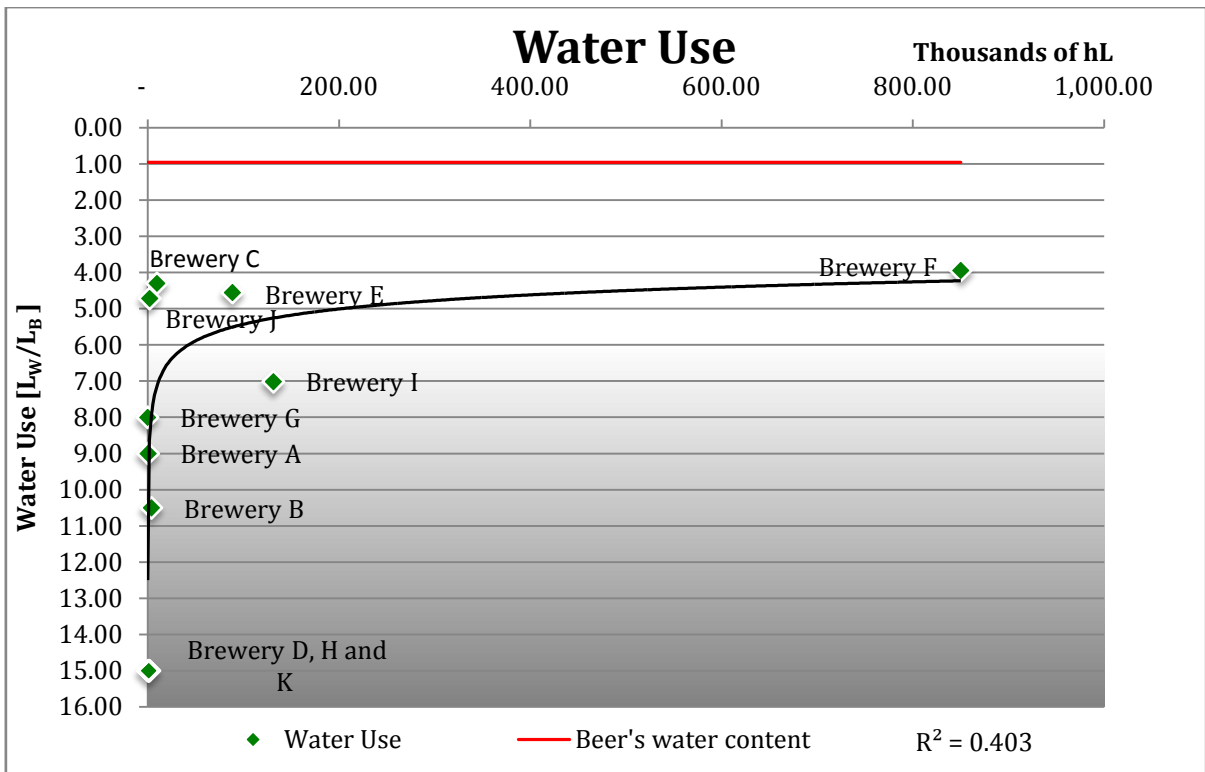 Water Use
Thousands of hL
- 200.00 400.00 600.00 800.00 1,000.00
0.00
1.00
2.00
3.00
4.00
5.00
6.00
7.00
8.00
9.00
10.00
11.00
12.00
13.00
14.00
15.00
16.00
Water Use [L_W/L_B]
Brewery C
Brewery F
Brewery E
Brewery J
Brewery I
Brewery G
Brewery A
Brewery B
Brewery D, H and
K
Water Use
Beer's water content
R² = 0.403